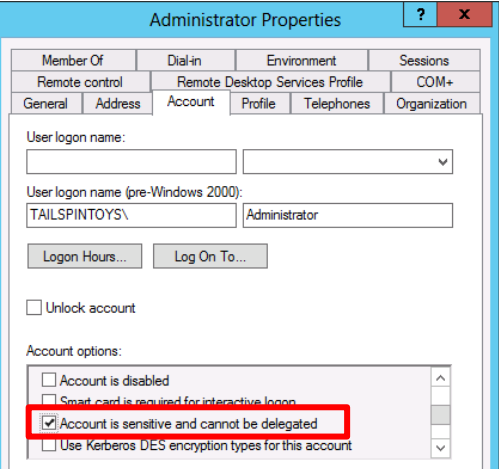 Administrator Properties
? x
Member Of Dial-in Environment Sessions
Remote control Remote Desktop Services Profile COM+
General Address Account Profile Telephones Organization
User logon name:
User logon name (pre-Windows 2000):
TAILSPINTOYS\ Administrator
Logon Hours... Log On To...
Unlock account
Account options:
Account is disabled
Smart card is required for interactive logon
Account is sensitive and cannot be delegated
Use Kerberos DES encryption types for this account